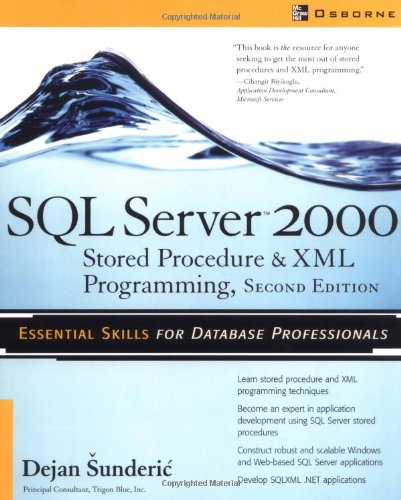 Copyrighted Material
Mc
Graw
Hill
OSBORNE
"This book is the resource for anyone
seeking to get the most out of stored
procedures and XML programming."
—Cihangir Biyikoglu,
Application Development Consultant,
Microsoft Services
SQL Server™ 2000
Stored Procedure & XML
Programming, SECOND EDITION
ESSENTIAL SKILLS FOR DATABASE PROFESSIONALS
Learn stored procedure and XML
programming techniques
Become an expert in application
development using SQL Server stored
procedures
Construct robust and scalable Windows
and Web-based SQL Server applications
Develop SQLXML .NET applications
Dejan Šunderić
Principal Consultant, Trigon Blue, Inc.
Copyrighted Material